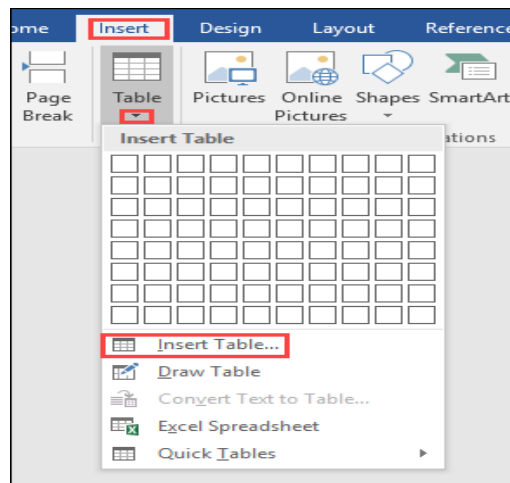 ome Insert Design Layout Reference
Page Table Pictures Online Shapes SmartArt
Break Pictures
Insert Table ations
Insert Table...
Draw Table
Convert Text to Table...
Excel Spreadsheet
Quick Tables